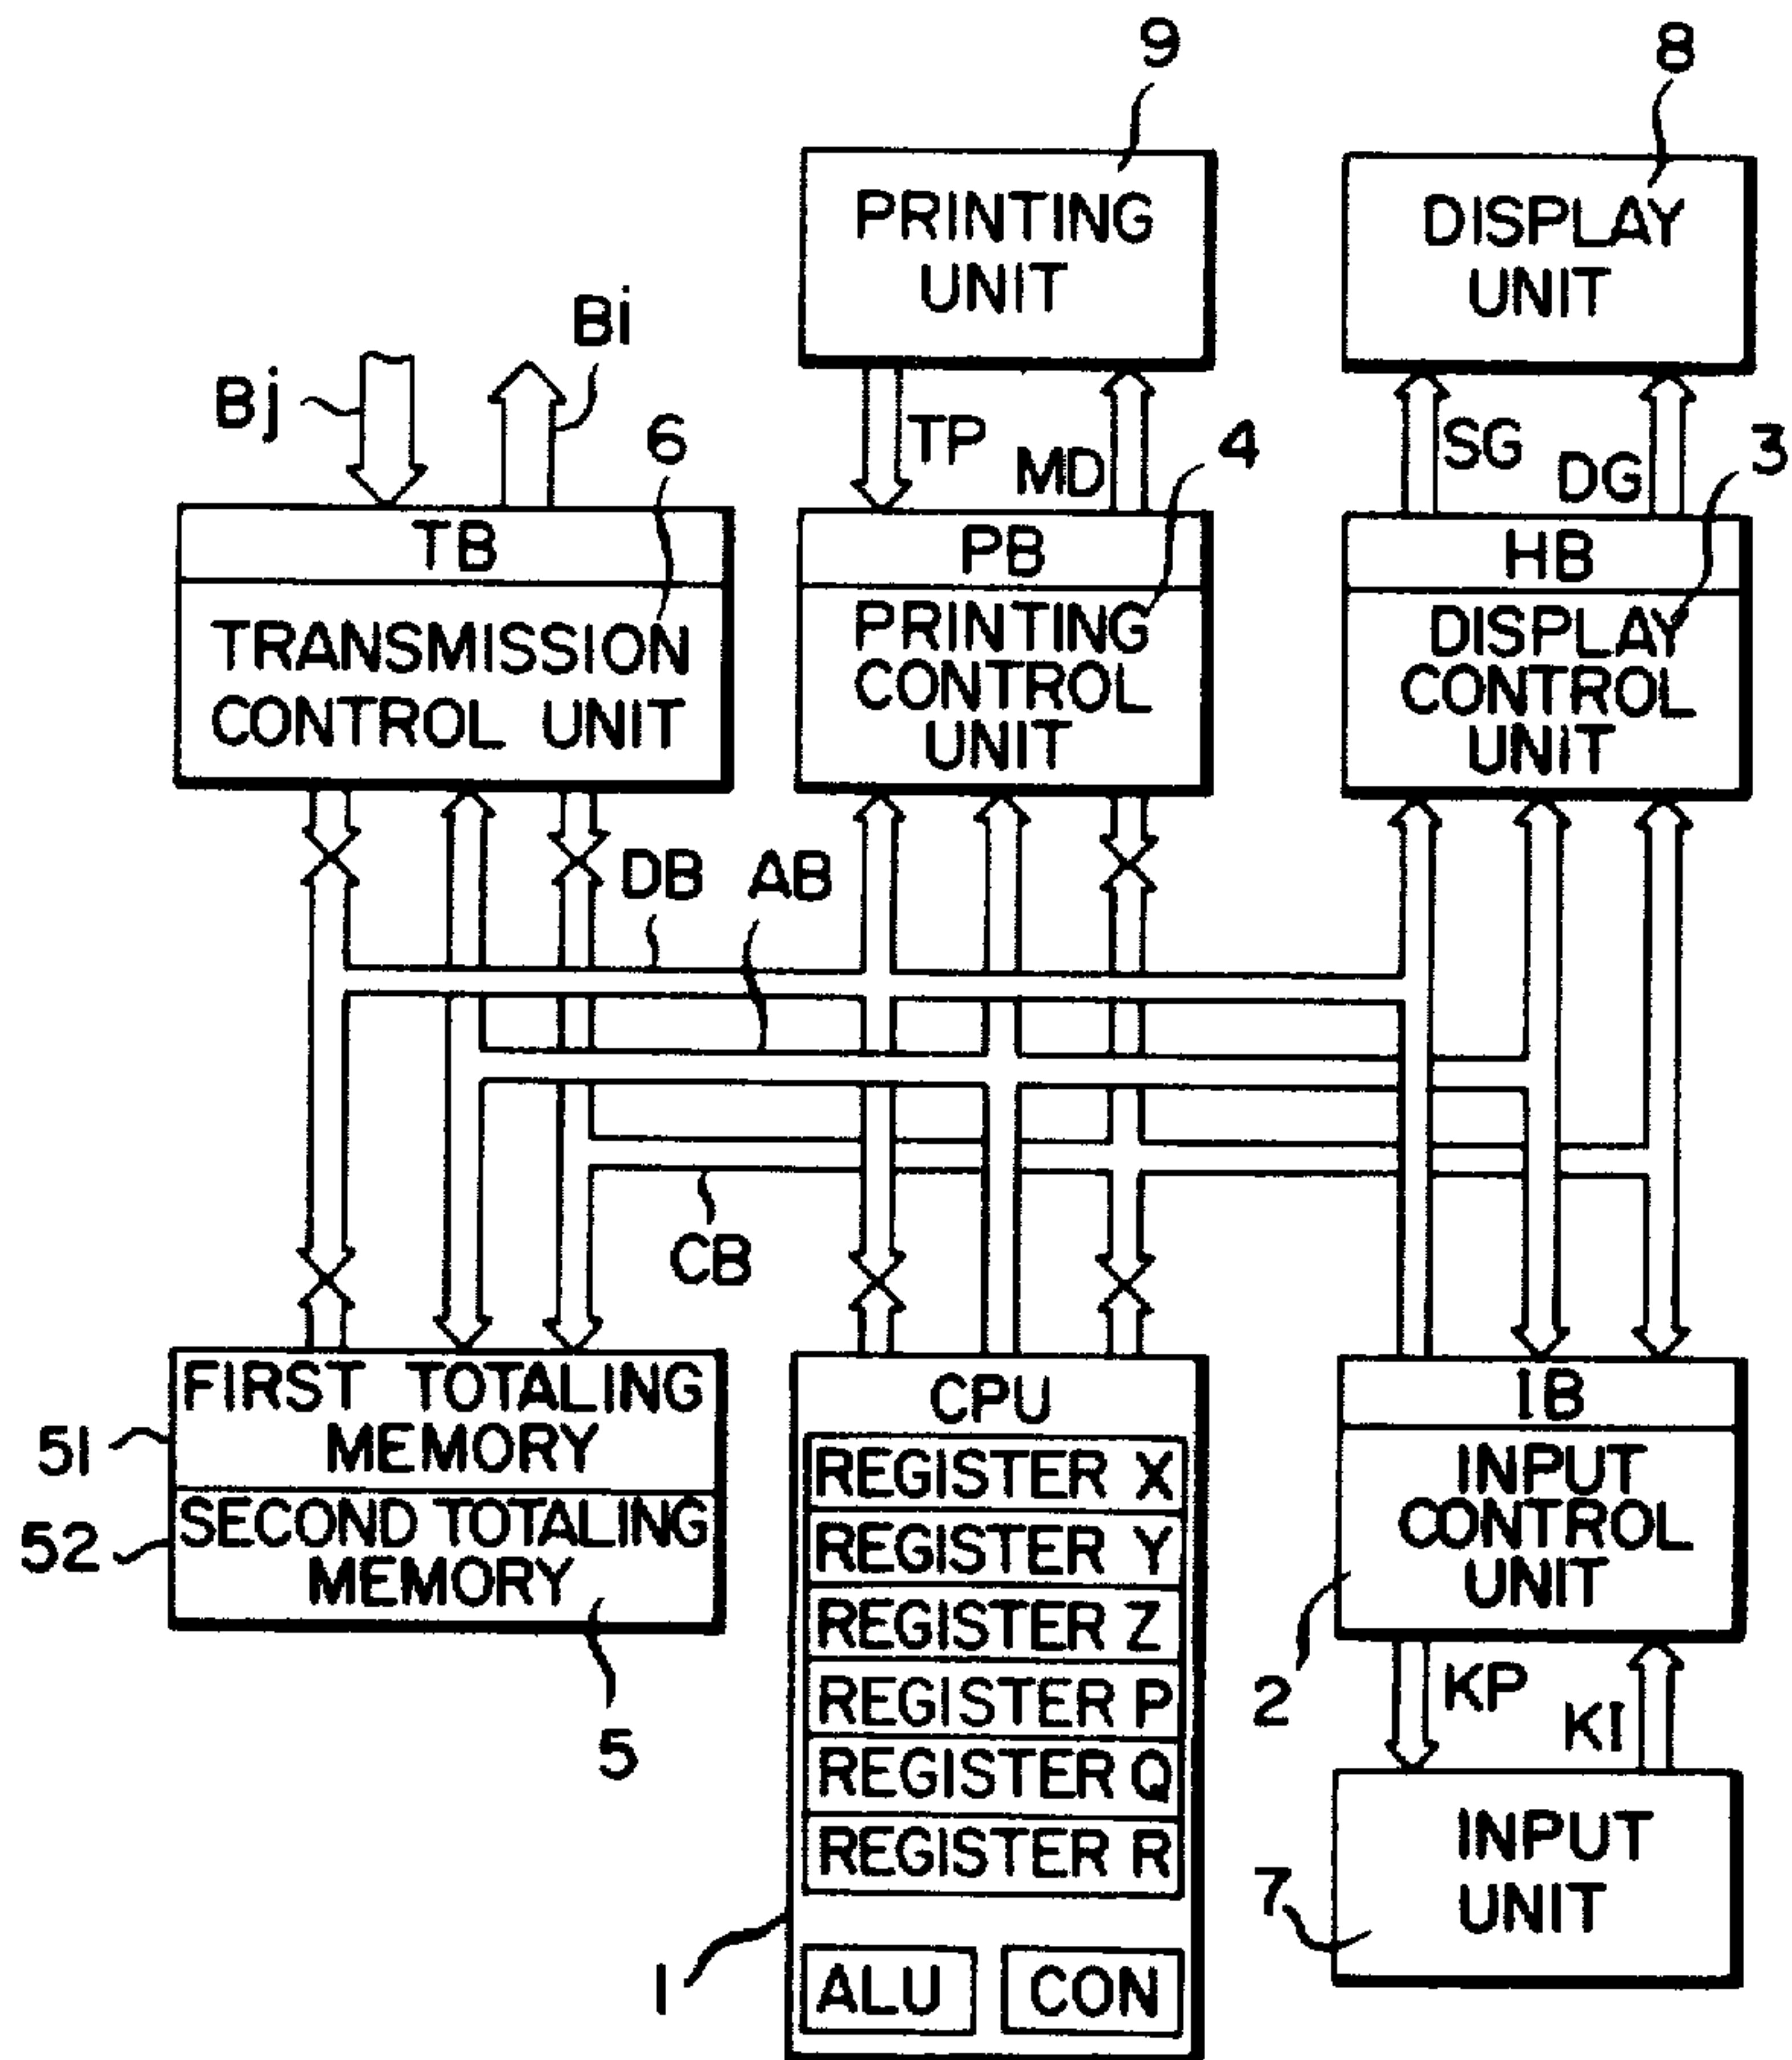 9
8
PRINTING
UNIT
DISPLAY
UNIT
Bj
Bi
6
TP
MD
4
SG
DG
3
TB
TRANSMISSION
CONTROL UNIT
PB
PRINTING
CONTROL
UNIT
HB
DISPLAY
CONTROL
UNIT
DB
AB
CB
51
FIRST TOTALING
MEMORY
52
SECOND TOTALING
MEMORY
5
CPU
REGISTER X
REGISTER Y
REGISTER Z
REGISTER P
REGISTER Q
REGISTER R
1
ALU
CON
IB
INPUT
CONTROL
UNIT
2
KP
KI
7
INPUT
UNIT